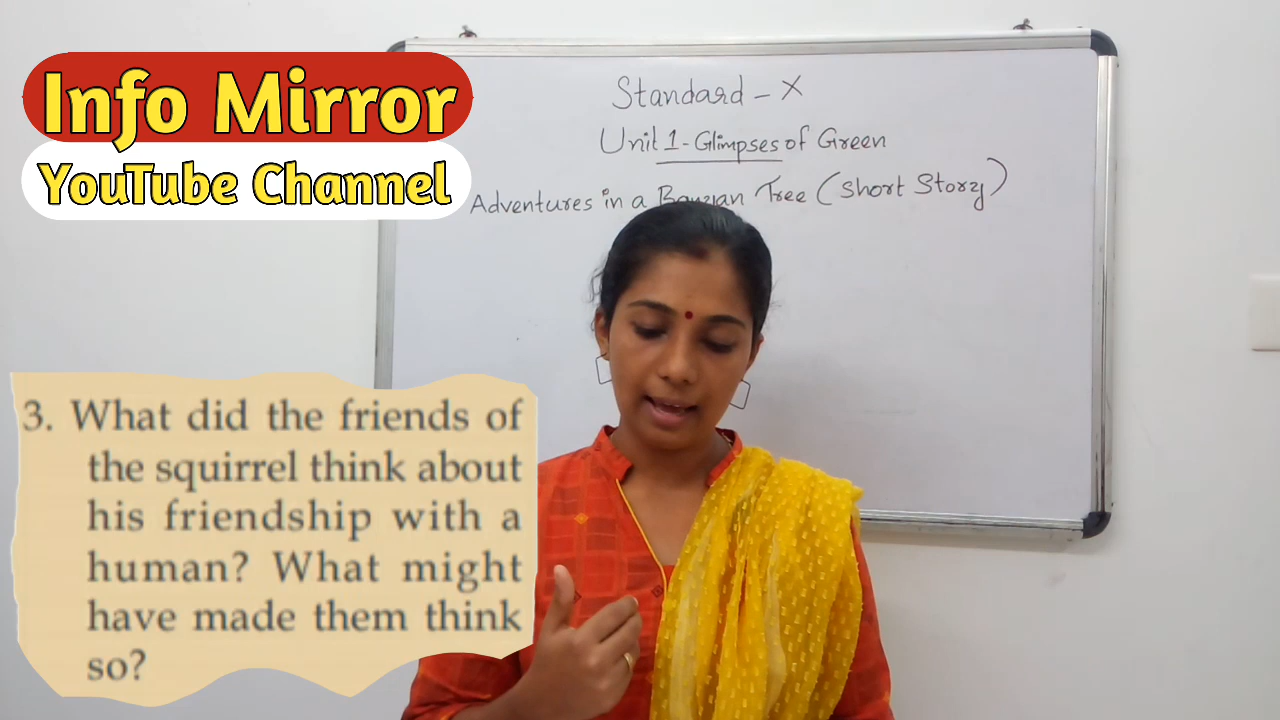 Info Mirror
YouTube Channel
Standard - X
Unit 1 - Glimpses of Green
Adventures in a Banyan Tree (Short Story)
3. What did the friends of
the squirrel think about
his friendship with a
human? What might
have made them think
so?